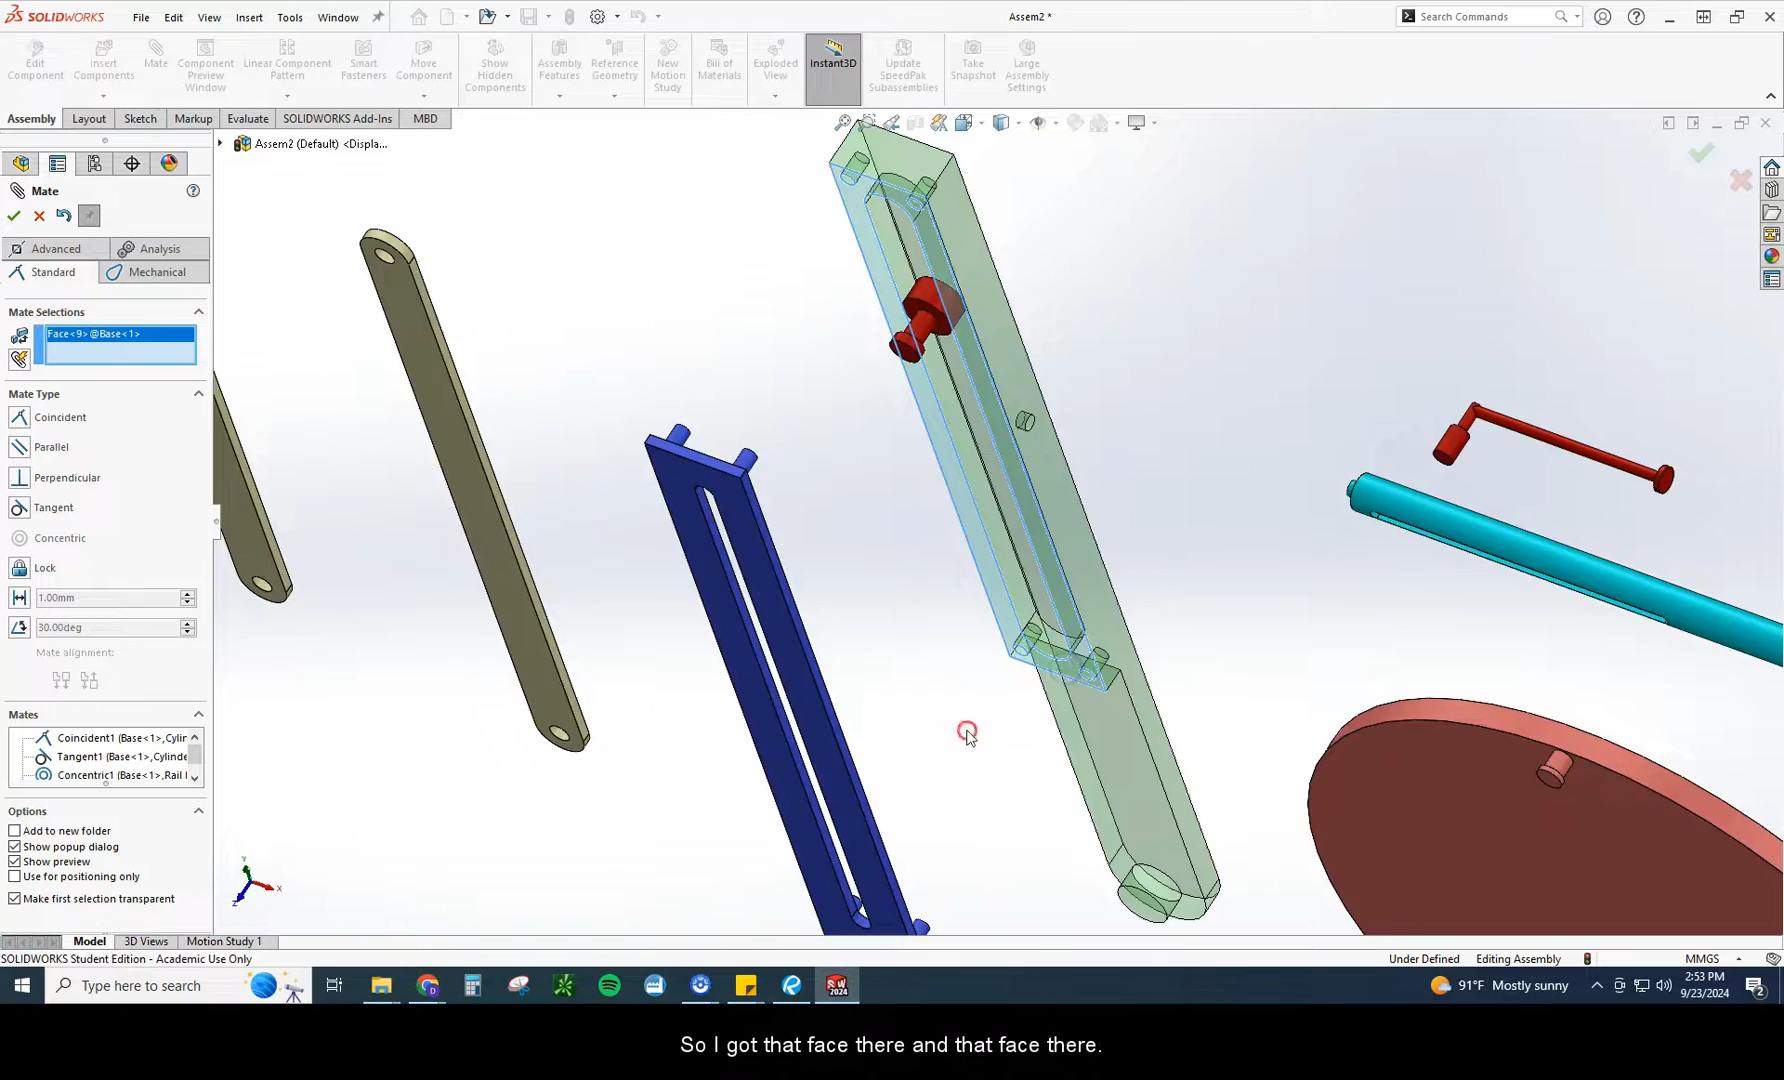 SOLIDWORKS File Edit View Insert Tools Window Assem2 * Search Commands
Edit Component
Insert Components
Mate
Component Preview Window
Linear Component Pattern
Smart Fasteners
Move Component
Show Hidden Components
Assembly Features
Reference Geometry
New Motion Study
Bill of Materials
Exploded View
Instant3D
Update SpeedPak Subassemblies
Take Snapshot
Large Assembly Settings
Assembly Layout Sketch Markup Evaluate SOLIDWORKS Add-Ins MBD
Assem2 (Default) <Displa...
Mate
Advanced Analysis
Standard Mechanical
Mate Selections
Face<9>@Base<1>
Mate Type
Coincident
Parallel
Perpendicular
Tangent
Concentric
Lock
1.00mm
30.00deg
Mate alignment:
Mates
Coincident1 (Base<1>,Cylin
Tangent1 (Base<1>,Cylinde
Concentric1 (Base<1>,Rail
Options
Add to new folder
Show popup dialog
Show preview
Use for positioning only
Make first selection transparent
Y
X
Z
Model 3D Views Motion Study 1
SOLIDWORKS Student Edition - Academic Use Only Under Defined Editing Assembly MMGS
Type here to search
SW
2024
91°F Mostly sunny
2:53 PM
9/23/2024
2
So I got that face there and that face there.